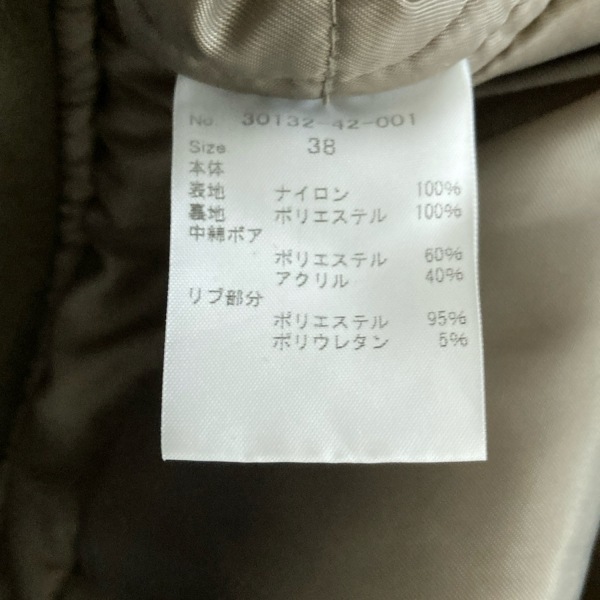 No. 30132-42-001
Size 38
本体
表地 ナイロン 100%
裏地 ポリエステル 100%
中綿ボア
ポリエステル 60%
アクリル 40%
リブ部分
ポリエステル 95%
ポリウレタン 5%